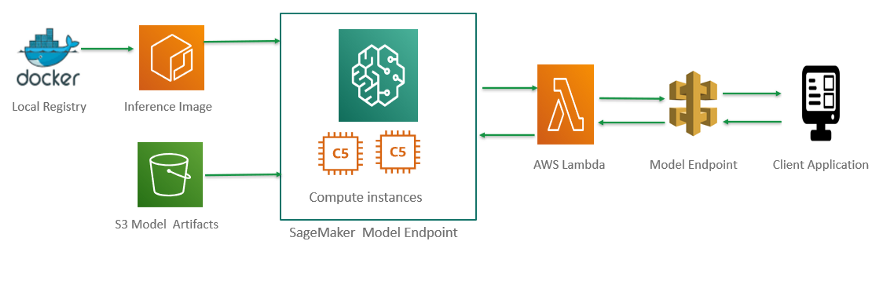 docker
Local Registry
Inference Image
S3 Model Artifacts
C5
C5
Compute instances
SageMaker Model Endpoint
AWS Lambda
Model Endpoint
Client Application